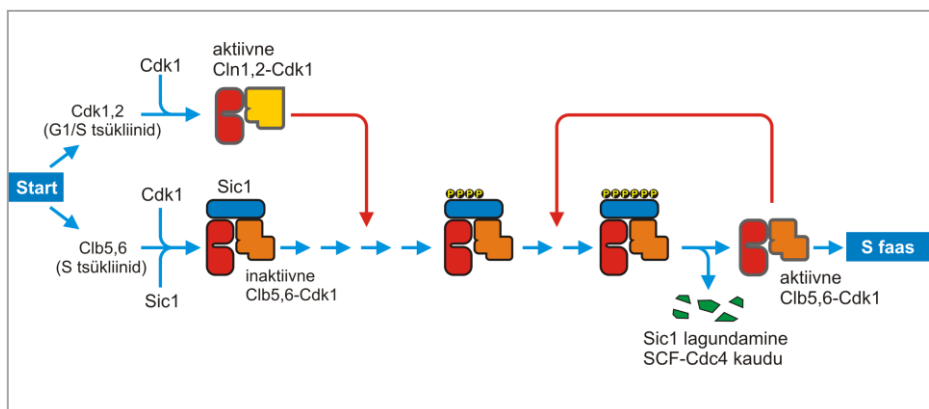 aktiivne
Cln1,2-Cdk1
Cdk1
Cdk1,2
(G1/S tsükliinid)
Start
Cdk1
Sic1
Clb5,6
(S tsükliinid)
Sic1
inaktiivne
Clb5,6-Cdk1
P P P P
P P P P P P
S faas
aktiivne
Clb5,6-Cdk1
Sic1 lagundamine
SCF-Cdc4 kaudu